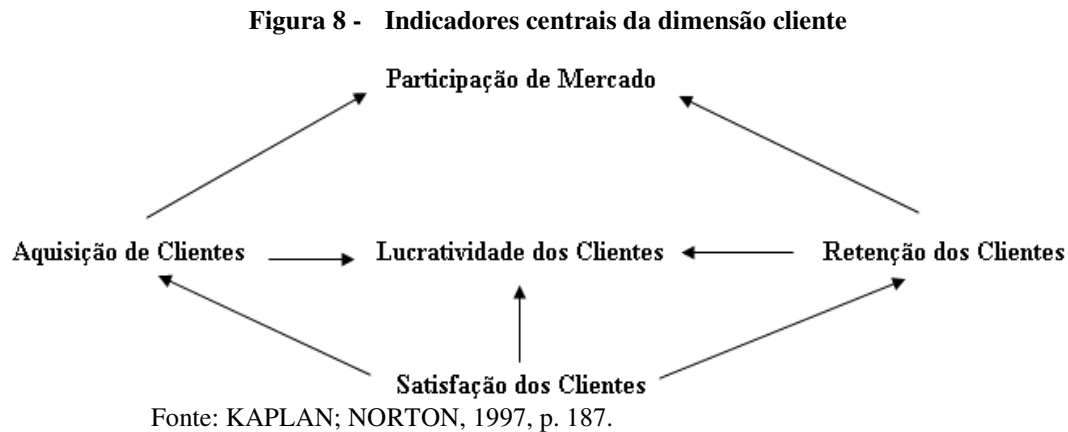 Figura 8 - Indicadores centrais da dimensão cliente
Participação de Mercado
Aquisição de Clientes
Lucratividade dos Clientes
Retenção dos Clientes
Satisfação dos Clientes
Fonte: KAPLAN; NORTON, 1997, p. 187.